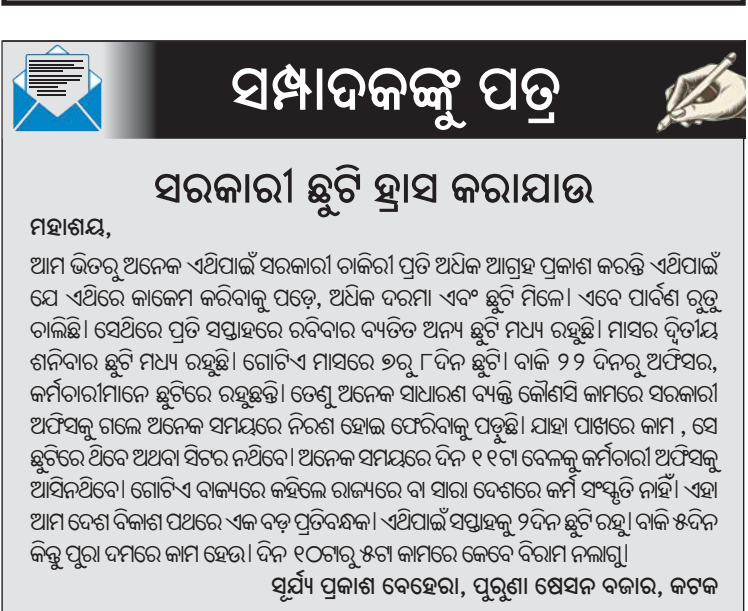 ସମ୍ପାଦକଙ୍କୁ ପତ୍ର
ସରକାରୀ ଛୁଟି ହ୍ରାସ କରାଯାଉ
ମହାଶୟ,
ଆମ ଭିତରୁ ଅନେକ ଏଥିପାଇଁ ସରକାରୀ ଚାକିରୀ ପ୍ରତି ଅଧିକ ଆଗ୍ରହ ପ୍ରକାଶ କରନ୍ତି ଏଥିପାଇଁ
ଯେ ଏଥିରେ କାକେମ କରିବାକୁ ପଡ଼େ, ଅଧିକ ଦରମା ଏବଂ ଛୁଟି ମିଳେ। ଏବେ ପାର୍ବଣ ରୁତୁ
ଚାଲିଛି। ସେଥିରେ ପ୍ରତି ସପ୍ତାହରେ ରବିବାର ବ୍ୟତିତ ଅନ୍ୟ ଛୁଟି ମଧ୍ୟ ରହୁଛି। ମାସର ଦ୍ୱିତୀୟ
ଶନିବାର ଛୁଟି ମଧ୍ୟ ରହୁଛି। ଗୋଟିଏ ମାସରେ ୭ରୁ ୮ଦିନ ଛୁଟି। ବାକି ୨୨ ଦିନରୁ ଅଫିସର,
କର୍ମଚାରୀମାନେ ଛୁଟିରେ ରହୁଛନ୍ତି। ତେଣୁ ଅନେକ ସାଧାରଣ ବ୍ୟକ୍ତି କୌଣସି କାମରେ ସରକାରୀ
ଅଫିସକୁ ଗଲେ ଅନେକ ସମୟରେ ନିରଶ ହୋଇ ଫେରିବାକୁ ପଡ଼ୁଛି। ଯାହା ପାଖରେ କାମ , ସେ
ଛୁଟିରେ ଥିବେ ଅଥବା ସିଟର ନଥିବେ। ଅନେକ ସମୟରେ ଦିନ ୧୧ଟା ବେଳକୁ କର୍ମଚାରୀ ଅଫିସକୁ
ଆସିନଥିବେ। ଗୋଟିଏ ବାକ୍ୟରେ କହିଲେ ରାଜ୍ୟରେ ବା ସାରା ଦେଶରେ କର୍ମ ସଂସ୍କୃତି ନାହିଁ। ଏହା
ଆମ ଦେଶ ବିକାଶ ପଥରେ ଏକ ବଡ଼ ପ୍ରତିବନ୍ଧକ। ଏଥିପାଇଁ ସପ୍ତାହକୁ ୨ଦିନ ଛୁଟି ରହୁ। ବାକି ୫ଦିନ
କିନ୍ତୁ ପୁରା ଦମରେ କାମ ହେଉ। ଦିନ ୧୦ଟାରୁ ୫ଟା କାମରେ କେବେ ବିରାମ ନଲାଗୁ।
ସୂର୍ଯ୍ୟ ପ୍ରକାଶ ବେହେରା, ପୁରୁଣା ଷ୍ଟେସନ ବଜାର, କଟକ